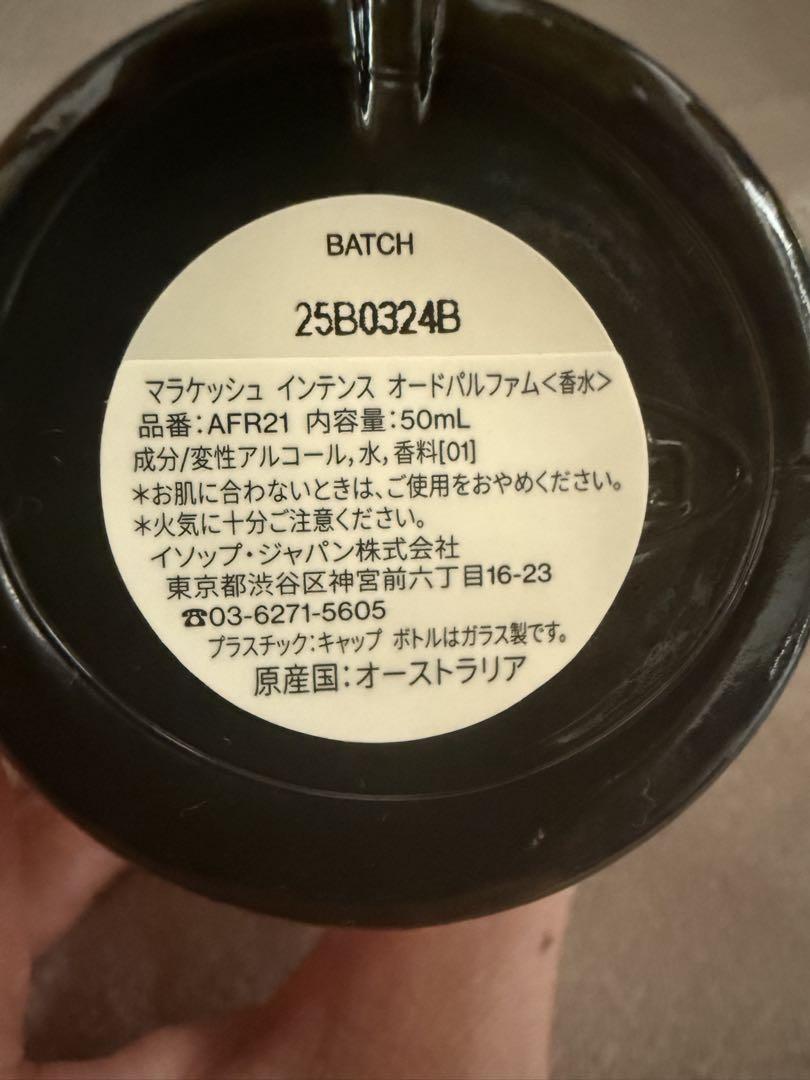 BATCH
25B0324B
マラケッシュ インテンス オードパルファム<香水>
品番:AFR21 内容量:50mL
成分/変性アルコール,水,香料[01]
＊お肌に合わないときは、ご使用をおやめください。
＊火気に十分ご注意ください。
イソップ・ジャパン株式会社
東京都渋谷区神宮前六丁目16-23
☎03-6271-5605
プラスチック:キャップ ボトルはガラス製です。
原産国:オーストラリア